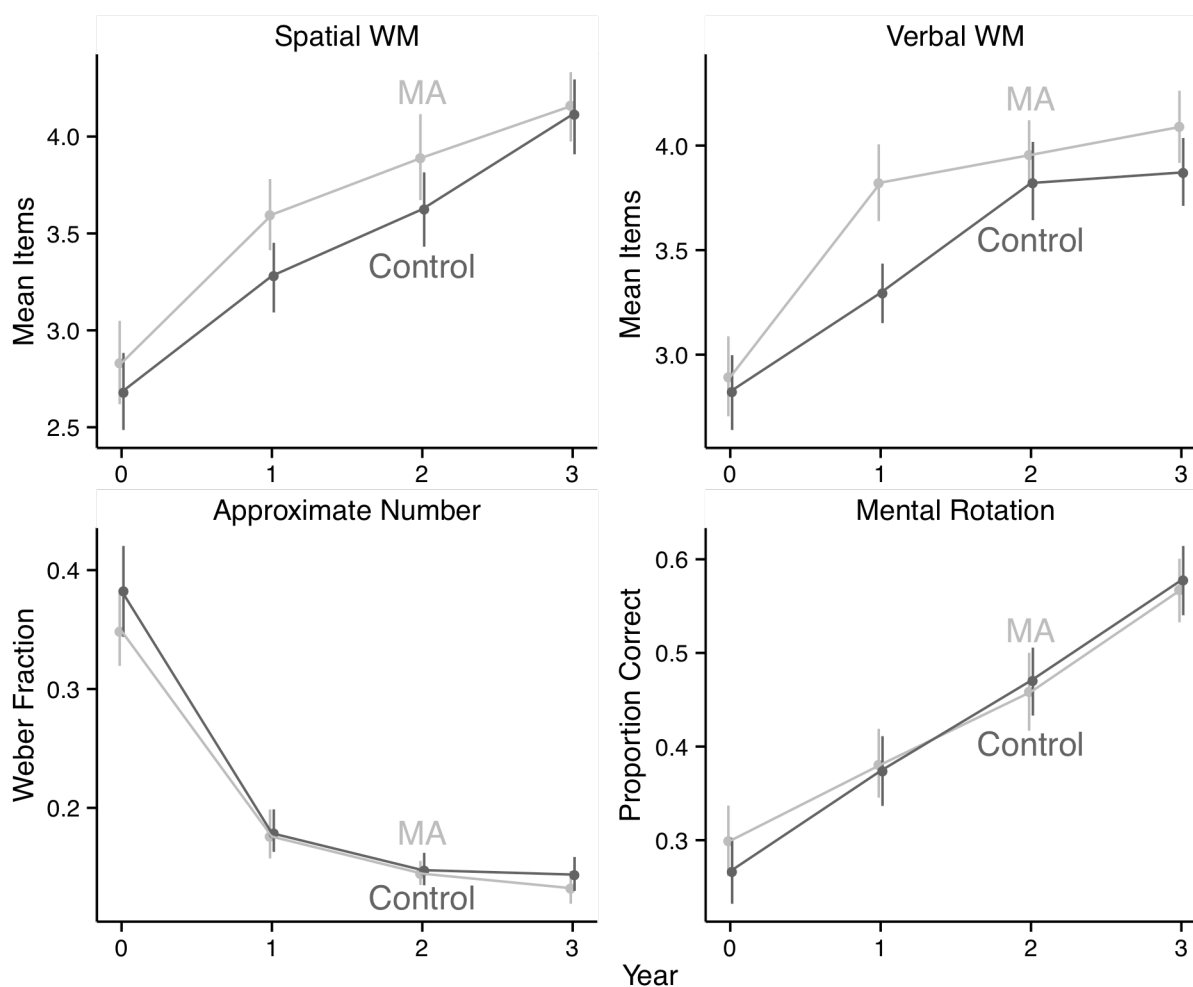 Spatial WM
Mean Items
4.0
3.5
3.0
2.5
MA
Control
0 1 2 3
Verbal WM
Mean Items
4.0
3.5
3.0
MA
Control
0 1 2 3
Approximate Number
Weber Fraction
0.4
0.3
0.2
MA
Control
0 1 2 3
Mental Rotation
Proportion Correct
0.6
0.5
0.4
0.3
MA
Control
0 1 2 3
Year